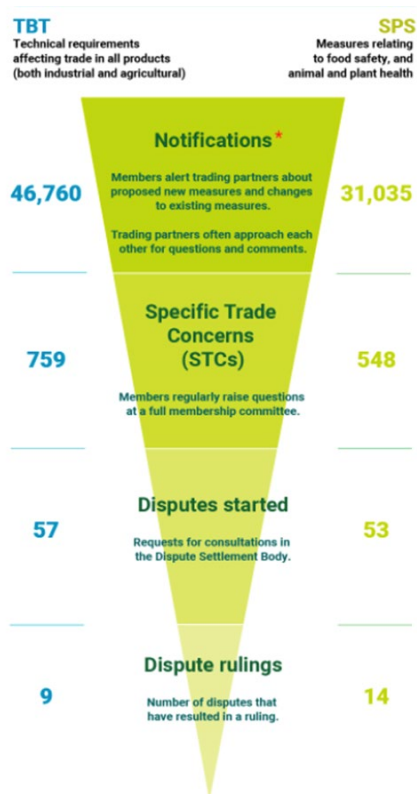 TBT
Technical requirements
affecting trade in all products
(both industrial and agricultural)
SPS
Measures relating
to food safety, and
animal and plant health
Notifications*
Members alert trading partners about
proposed new measures and changes
to existing measures.
Trading partners often approach each
other for questions and comments.
46,760
31,035
Specific Trade
Concerns
(STCs)
Members regularly raise questions
at a full membership committee.
759
548
Disputes started
Requests for consultations in
the Dispute Settlement Body.
57
53
Dispute rulings
Number of disputes that
have resulted in a ruling.
9
14